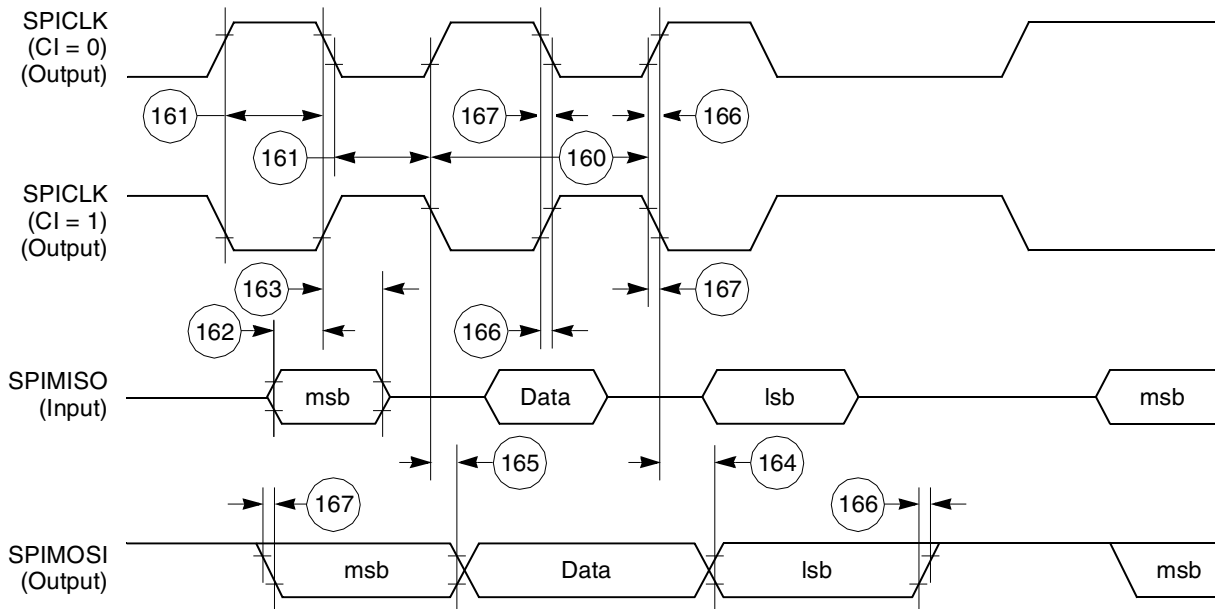 SPICLK
(CI = 0)
(Output)
161
167
166
161
160
SPICLK
(CI = 1)
(Output)
163
167
162
166
SPIMISO
(Input)
msb
Data
lsb
msb
165
164
167
166
SPIMOSI
(Output)
msb
Data
lsb
msb